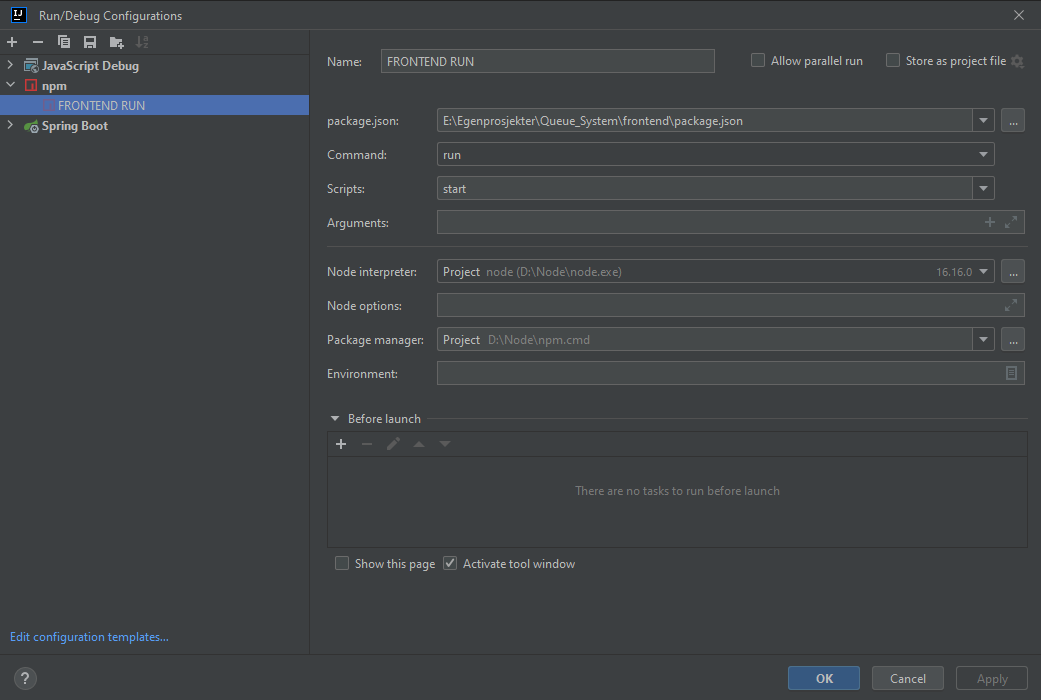 Run/Debug Configurations
JavaScript Debug
npm
FRONTEND RUN
Spring Boot
Edit configuration templates...
Name: FRONTEND RUN Allow parallel run Store as project file
package.json: E:\Egenprosjekter\Queue_System\frontend\package.json ...
Command: run
Scripts: start
Arguments:
Node interpreter: Project node (D:\Node\node.exe) 16.16.0 ...
Node options:
Package manager: Project D:\Node\npm.cmd ...
Environment:
Before launch
There are no tasks to run before launch
Show this page Activate tool window
? OK Cancel Apply